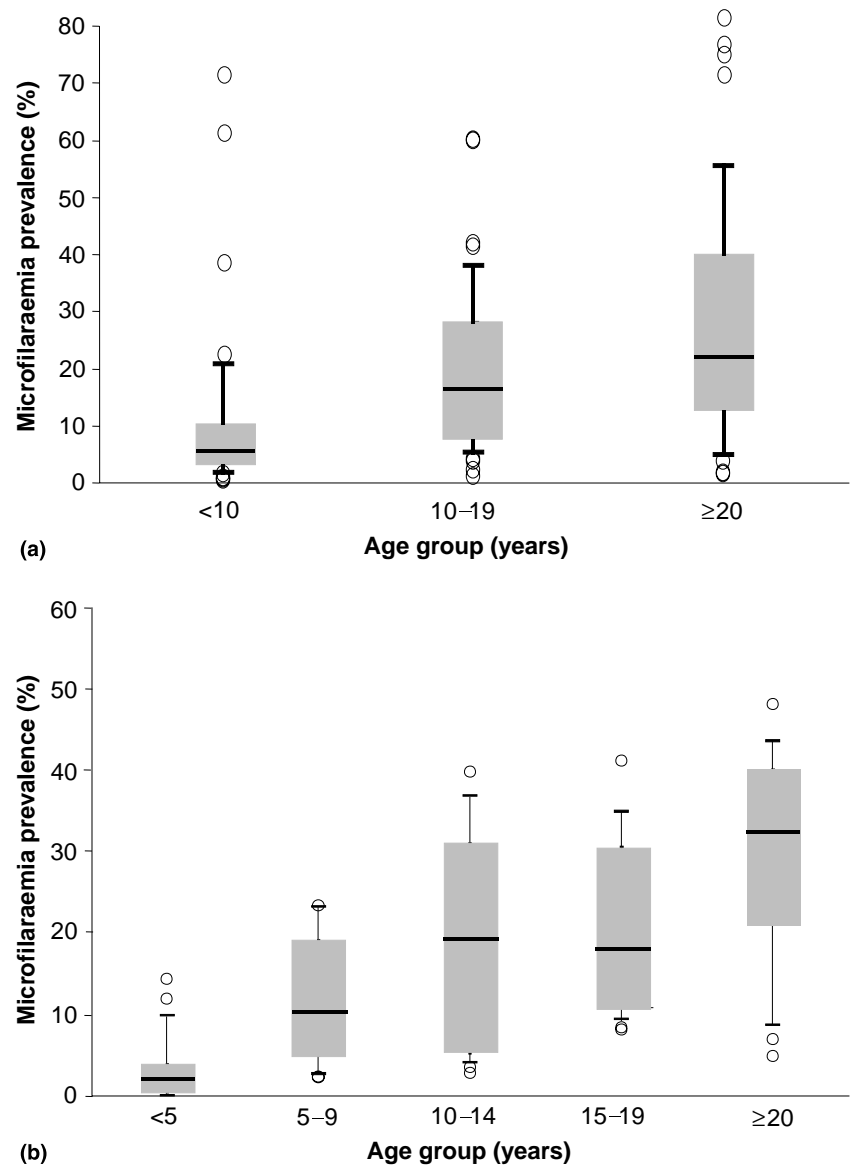 80
70
60
50
40
30
20
10
0
Microfilaraemia prevalence (%)
<10 10–19 ≥20
(a) Age group (years)
60
50
40
30
20
10
0
Microfilaraemia prevalence (%)
<5 5–9 10–14 15–19 ≥20
(b) Age group (years)